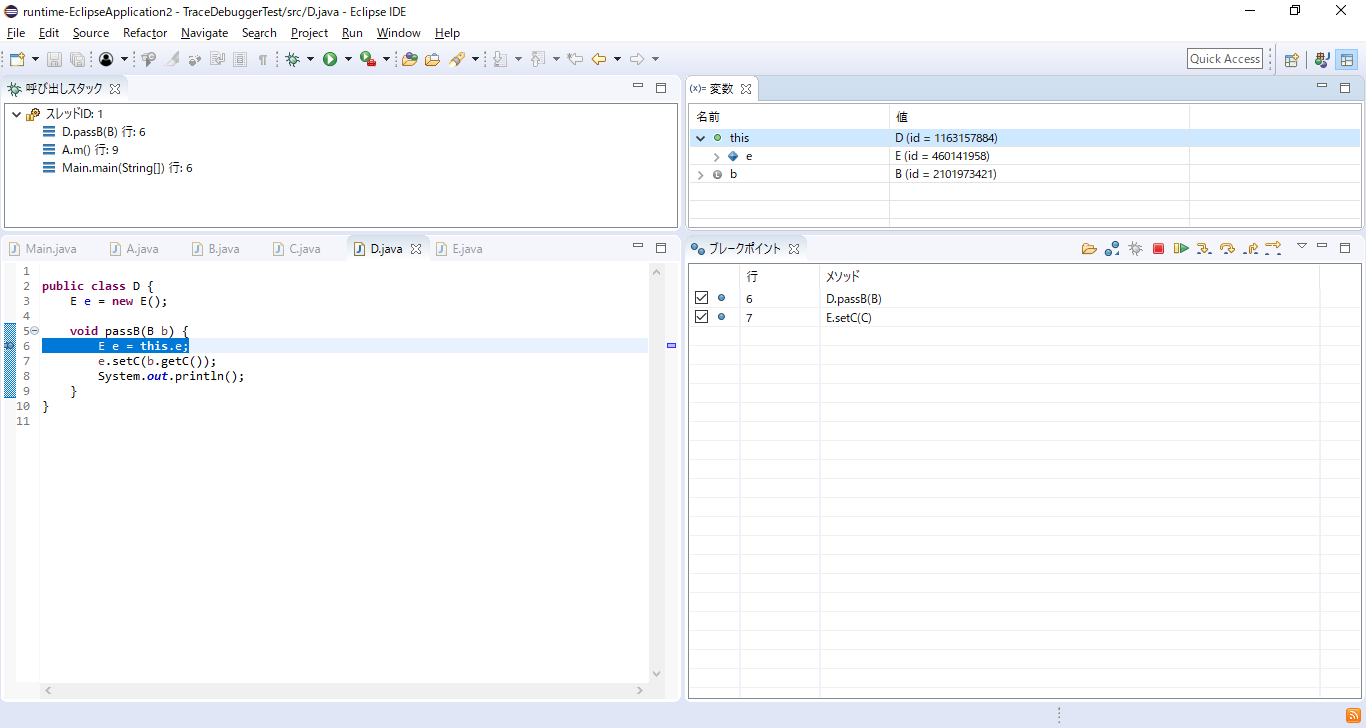 runtime-EclipseApplication2 - TraceDebuggerTest/src/D.java - Eclipse IDE
File Edit Source Refactor Navigate Search Project Run Window Help
Quick Access
呼び出しスタック
スレッドID: 1
D.passB(B) 行: 6
A.m() 行: 9
Main.main(String[]) 行: 6
(x)= 変数
名前 値
this D (id = 1163157884)
e E (id = 460141958)
b B (id = 2101973421)
Main.java A.java B.java C.java D.java E.java
1
2 public class D {
3     E e = new E();
4
5     void passB(B b) {
6         E e = this.e;
7         e.setC(b.getC());
8         System.out.println();
9     }
10 }
11
ブレークポイント
行 メソッド
6 D.passB(B)
7 E.setC(C)